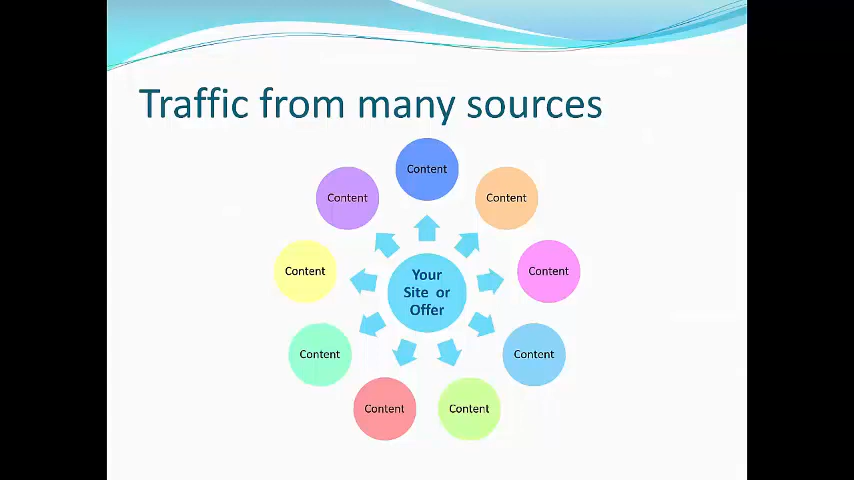 Traffic from many sources
Content
Content
Content
Content
Content
Your
Site or
Offer
Content
Content
Content
Content